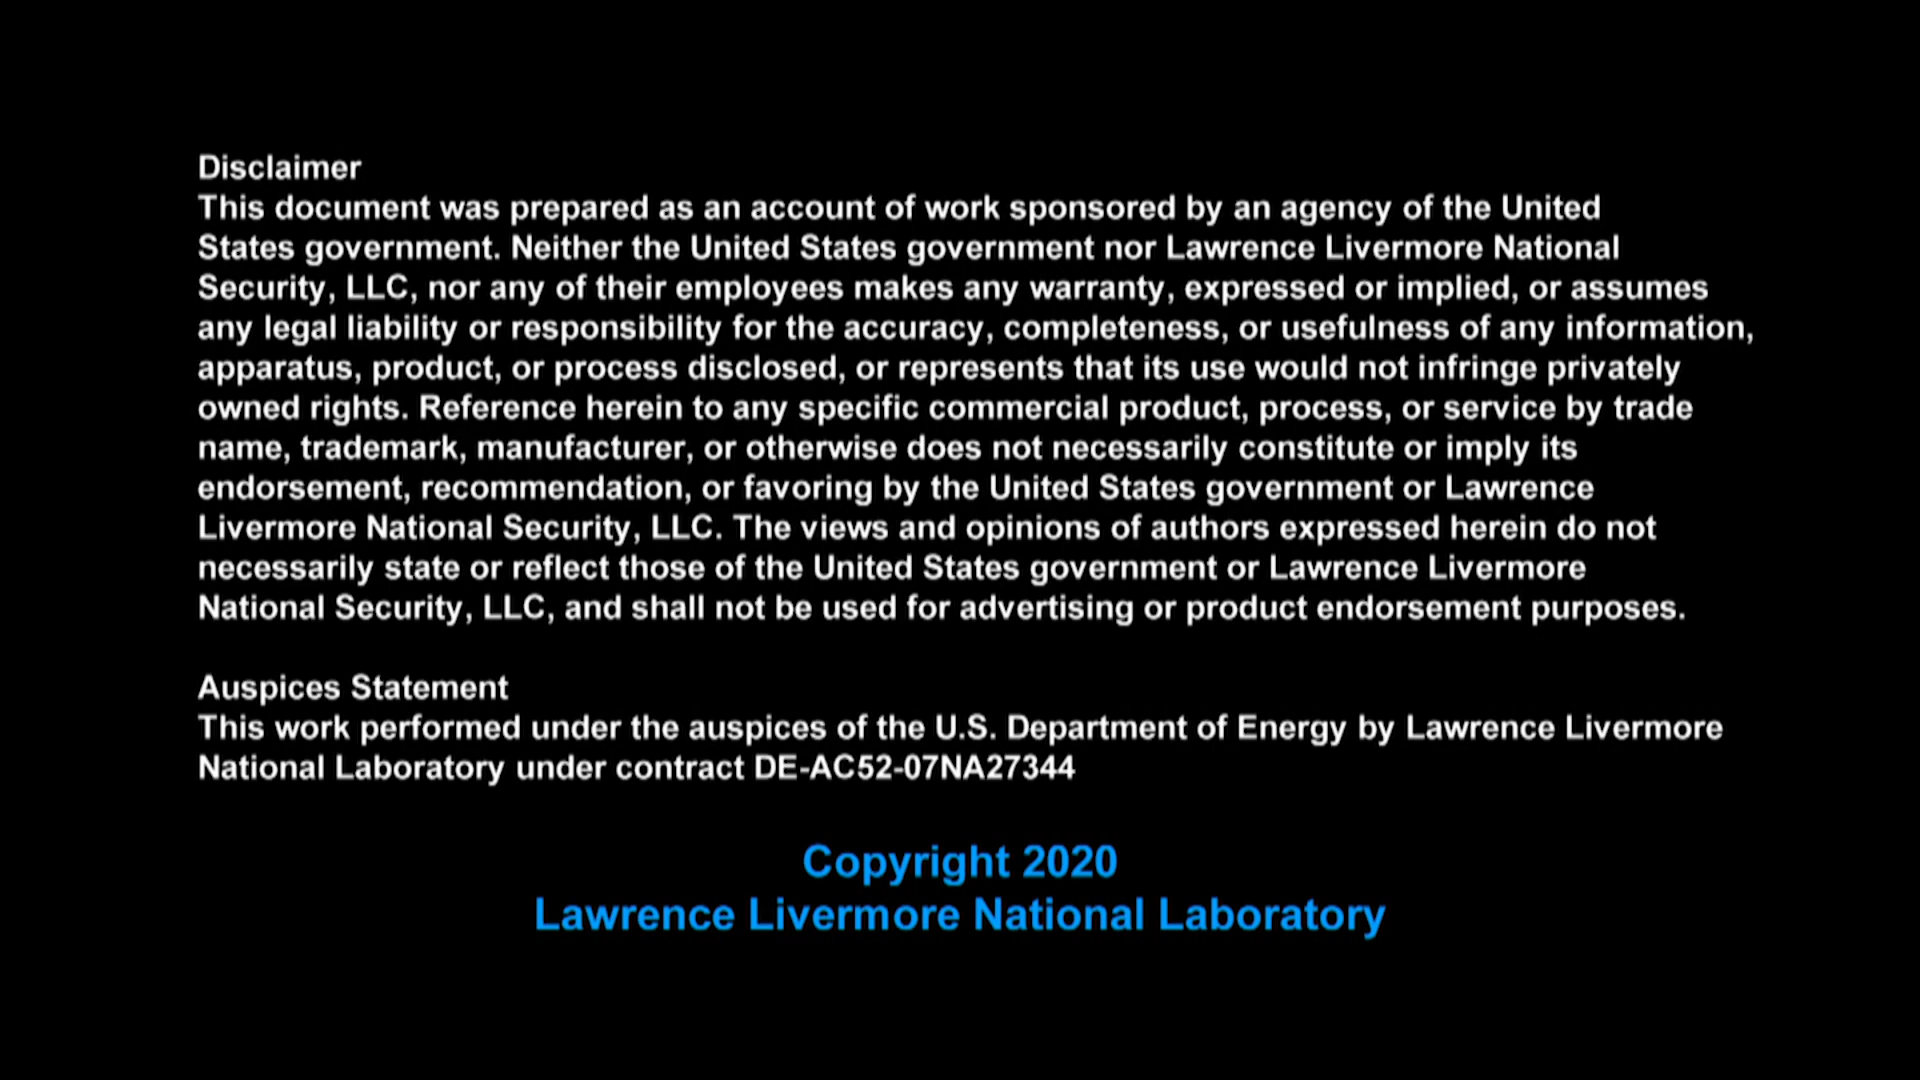 Disclaimer
This document was prepared as an account of work sponsored by an agency of the United
States government. Neither the United States government nor Lawrence Livermore National
Security, LLC, nor any of their employees makes any warranty, expressed or implied, or assumes
any legal liability or responsibility for the accuracy, completeness, or usefulness of any information,
apparatus, product, or process disclosed, or represents that its use would not infringe privately
owned rights. Reference herein to any specific commercial product, process, or service by trade
name, trademark, manufacturer, or otherwise does not necessarily constitute or imply its
endorsement, recommendation, or favoring by the United States government or Lawrence
Livermore National Security, LLC. The views and opinions of authors expressed herein do not
necessarily state or reflect those of the United States government or Lawrence Livermore
National Security, LLC, and shall not be used for advertising or product endorsement purposes.
Auspices Statement
This work performed under the auspices of the U.S. Department of Energy by Lawrence Livermore
National Laboratory under contract DE-AC52-07NA27344
Copyright 2020
Lawrence Livermore National Laboratory